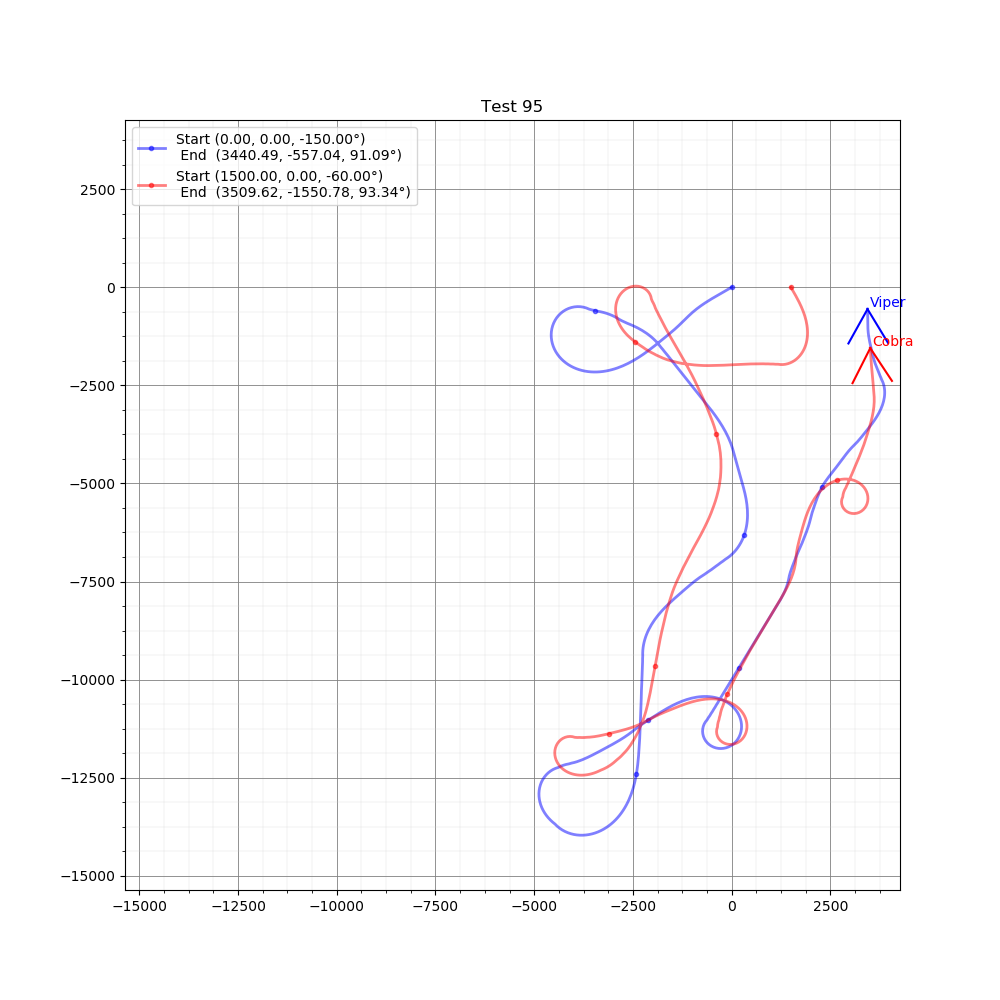 Test 95
Start (0.00, 0.00, -150.00°)
End  (3440.49, -557.04, 91.09°)
Start (1500.00, 0.00, -60.00°)
End  (3509.62, -1550.78, 93.34°)
Viper
Cobra
2500
0
−2500
−5000
−7500
−10000
−12500
−15000
−15000 −12500 −10000 −7500 −5000 −2500 0 2500